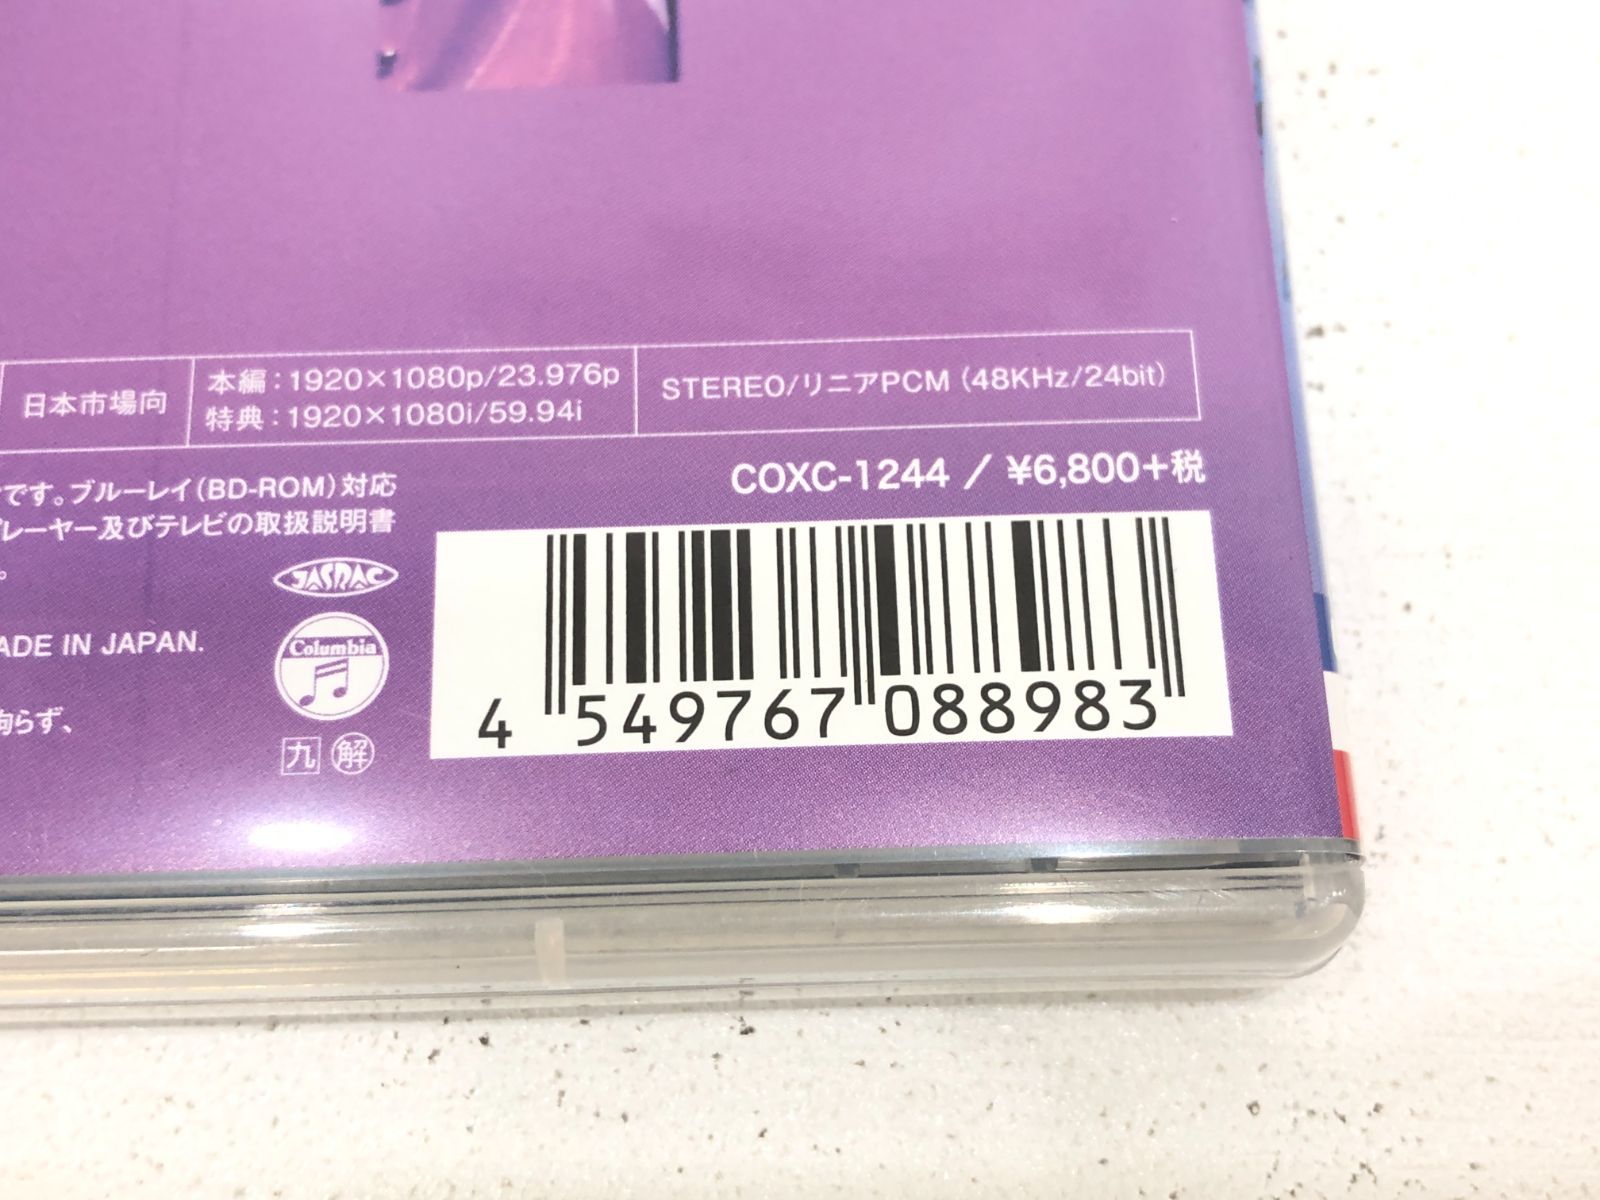 日本市場向
本編：1920×1080p/23.976p
特典：1920×1080i/59.94i
STEREO/リニアPCM（48KHz/24bit）
COXC-1244 / ¥6,800+税
です。ブルーレイ（BD-ROM）対応
レーヤー及びテレビの取扱説明書
。
JASRAC
ADE IN JAPAN.
Columbia
らず、
九 解
4 549767 088983